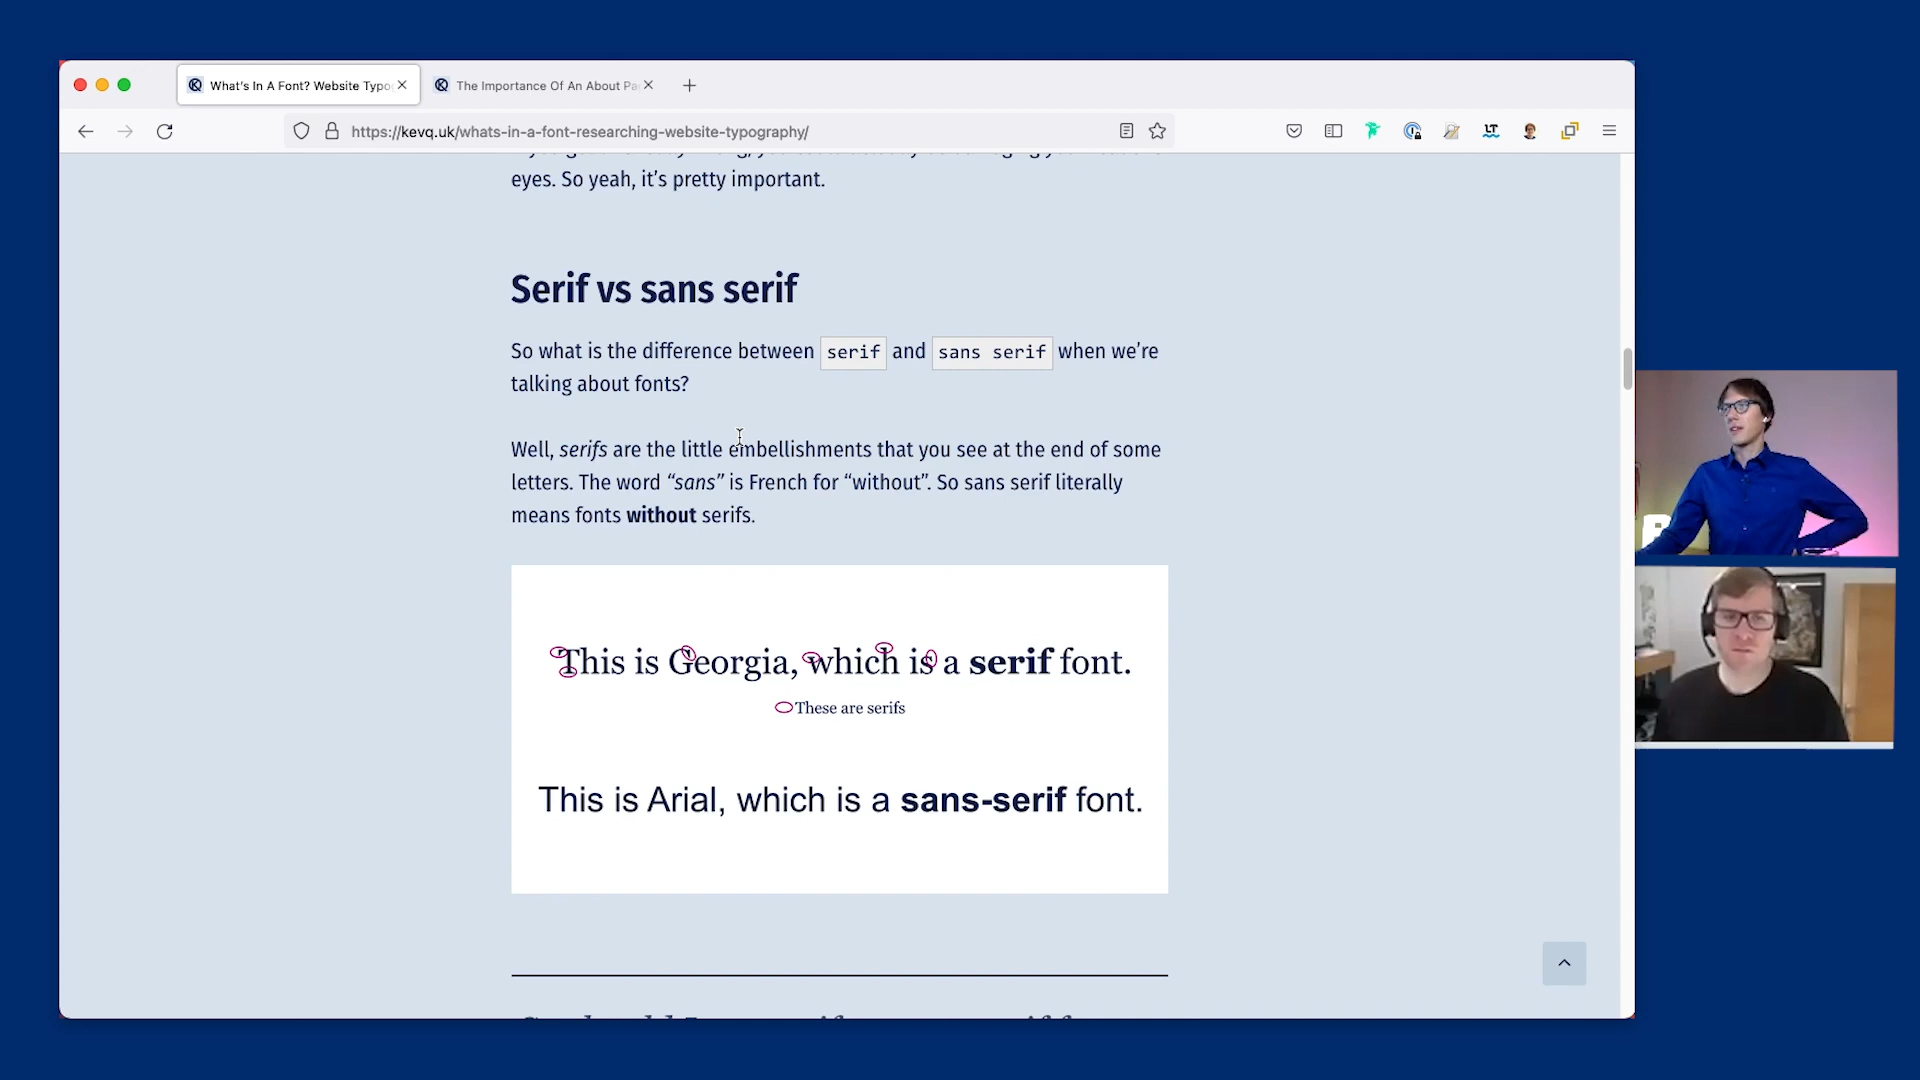 What's In A Font? Website Typo
The Importance Of An About Pa
https://kevq.uk/whats-in-a-font-researching-website-typography/
LT
eyes. So yeah, it’s pretty important.
Serif vs sans serif
So what is the difference between serif and sans serif when we’re
talking about fonts?
Well, serifs are the little embellishments that you see at the end of some
letters. The word “sans” is French for “without”. So sans serif literally
means fonts without serifs.
This is Georgia, which is a serif font.
These are serifs
This is Arial, which is a sans-serif font.